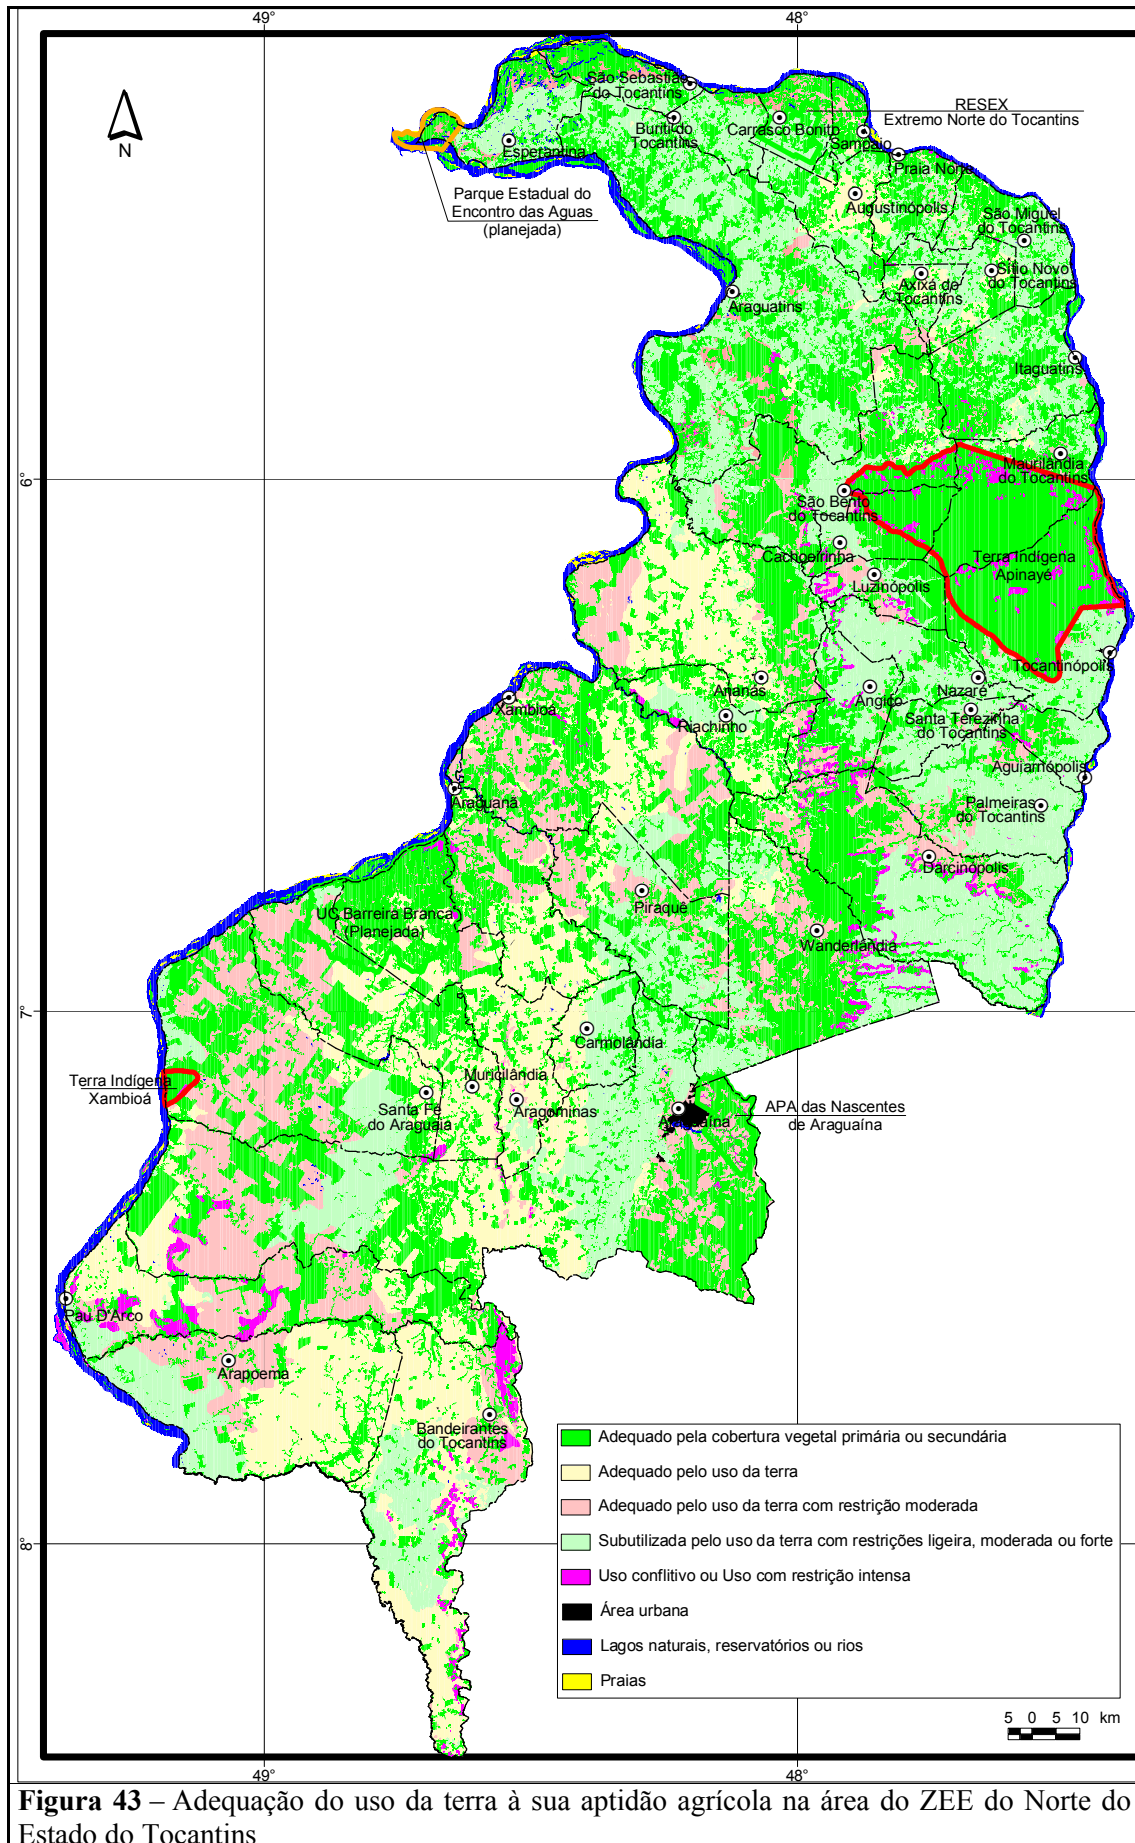 49°
48°
N
São Sebastião
do Tocantins
Buriti do
Tocantins
Carrasco Bonito
RESEX
Extremo Norte do Tocantins
Sampaio
Praia Norte
Esperantina
Parque Estadual do
Encontro das Aguas
(planejada)
Augustinópolis
São Miguel
do Tocantins
Axixá do
Tocantins
Sítio Novo
do Tocantins
Araguatins
Itaguatins
6°
Maurilândia
do Tocantins
São Bento
do Tocantins
Cachoeirinha
Terra Indígena
Apinayé
Luzinópolis
Tocantinópolis
Ananás
Angico
Nazaré
Xambioá
Riachinho
Santa Terezinha
do Tocantins
Aguiarnópolis
Araguanã
Palmeiras
do Tocantins
Darcinópolis
Piraquê
UC Barreira Branca
(Planejada)
Wanderlândia
7°
Carmolândia
Terra Indígena
Xambioá
Muricilândia
Santa Fé
do Araguaia
Aragominas
Araguaína
APA das Nascentes
de Araguaína
Pau D'Arco
Arapoema
Bandeirantes
do Tocantins
8°
Adequado pela cobertura vegetal primária ou secundária
Adequado pelo uso da terra
Adequado pelo uso da terra com restrição moderada
Subutilizada pelo uso da terra com restrições ligeira, moderada ou forte
Uso conflitivo ou Uso com restrição intensa
Área urbana
Lagos naturais, reservatórios ou rios
Praias
5 0 5 10 km
49°
48°
Figura 43 – Adequação do uso da terra à sua aptidão agrícola na área do ZEE do Norte do
Estado do Tocantins